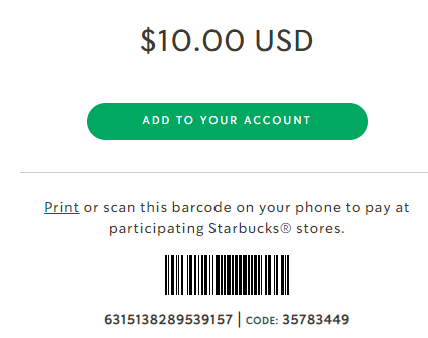 $10.00 USD
ADD TO YOUR ACCOUNT
Print or scan this barcode on your phone to pay at
participating Starbucks® stores.
6315138289539157 | CODE: 35783449